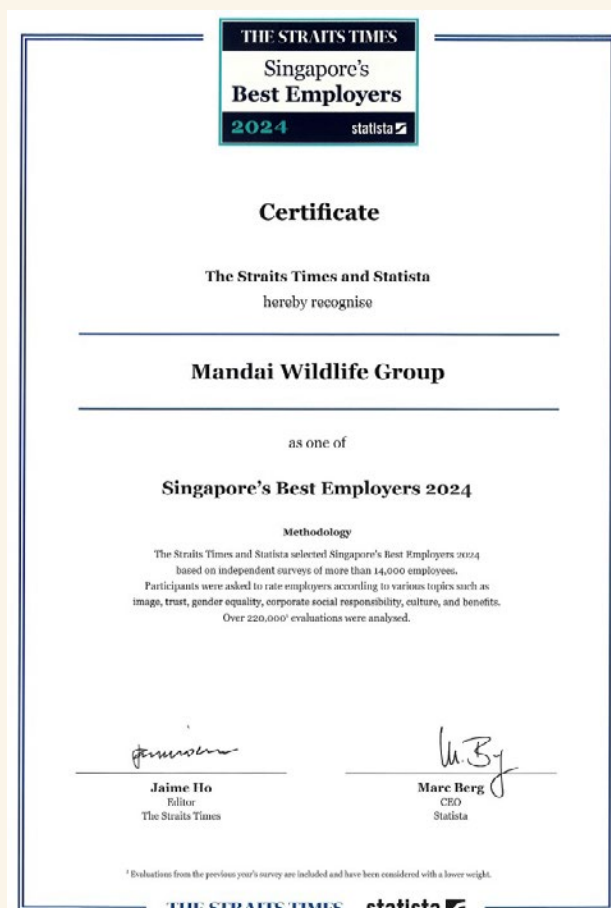 THE STRAITS TIMES
Singapore's
Best Employers
2024 statista
Certificate
The Straits Times and Statista
hereby recognise
Mandai Wildlife Group
as one of
Singapore's Best Employers 2024
Methodology
The Straits Times and Statista selected Singapore's Best Employers 2024
based on independent surveys of more than 14,000 employees.
Participants were asked to rate employers according to various topics such as
image, trust, gender equality, corporate social responsibility, culture, and benefits.
Over 220,000¹ evaluations were analysed.
M. By
Jaime Ho
Marc Berg
Editor
CEO
The Straits Times
Statista
¹ Evaluations from the previous year's survey are included and have been considered with a lower weight.
THE STRAITS TIMES statista